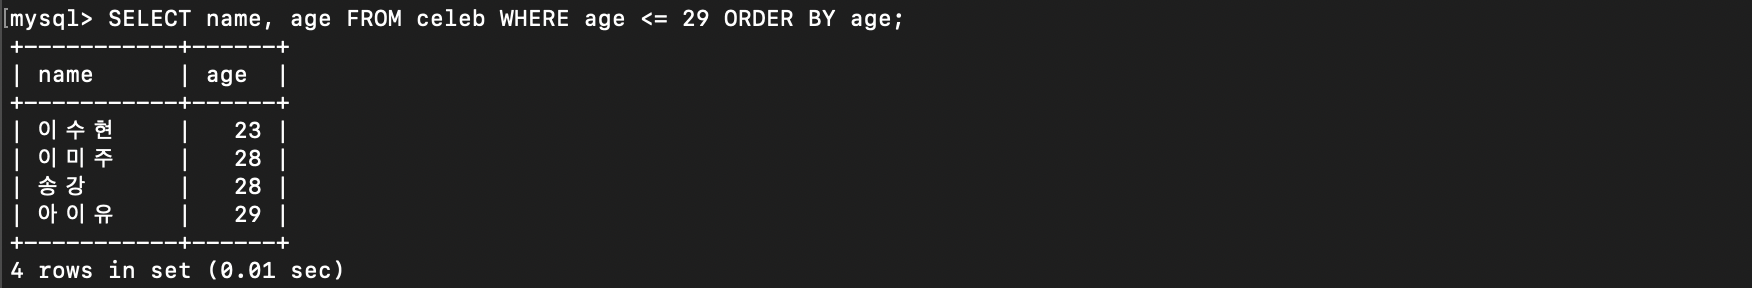 [mysql> SELECT name, age FROM celeb WHERE age <= 29 ORDER BY age;
+-----------+------+
| name      | age  |
+-----------+------+
| 이수현    |   23 |
| 이미주    |   28 |
| 송강      |   28 |
| 아이유    |   29 |
+-----------+------+
4 rows in set (0.01 sec)